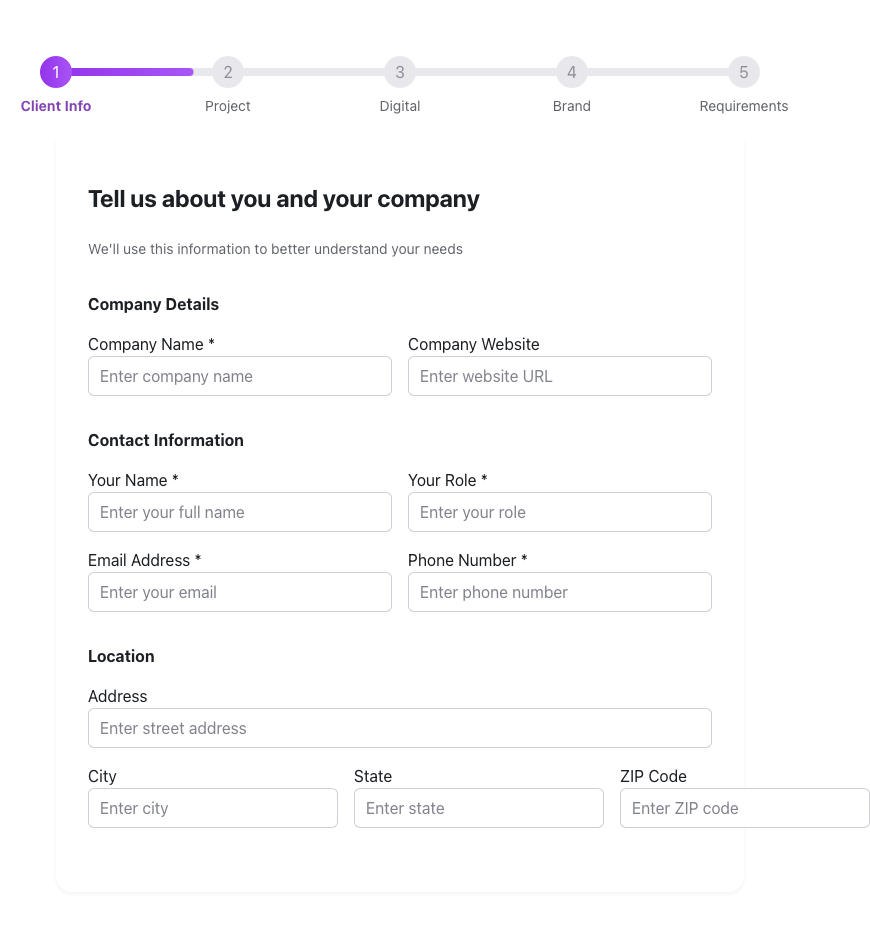 1 2 3 4 5
Client Info Project Digital Brand Requirements
Tell us about you and your company
We'll use this information to better understand your needs
Company Details
Company Name * Company Website
Enter company name Enter website URL
Contact Information
Your Name * Your Role *
Enter your full name Enter your role
Email Address * Phone Number *
Enter your email Enter phone number
Location
Address
Enter street address
City State ZIP Code
Enter city Enter state Enter ZIP code